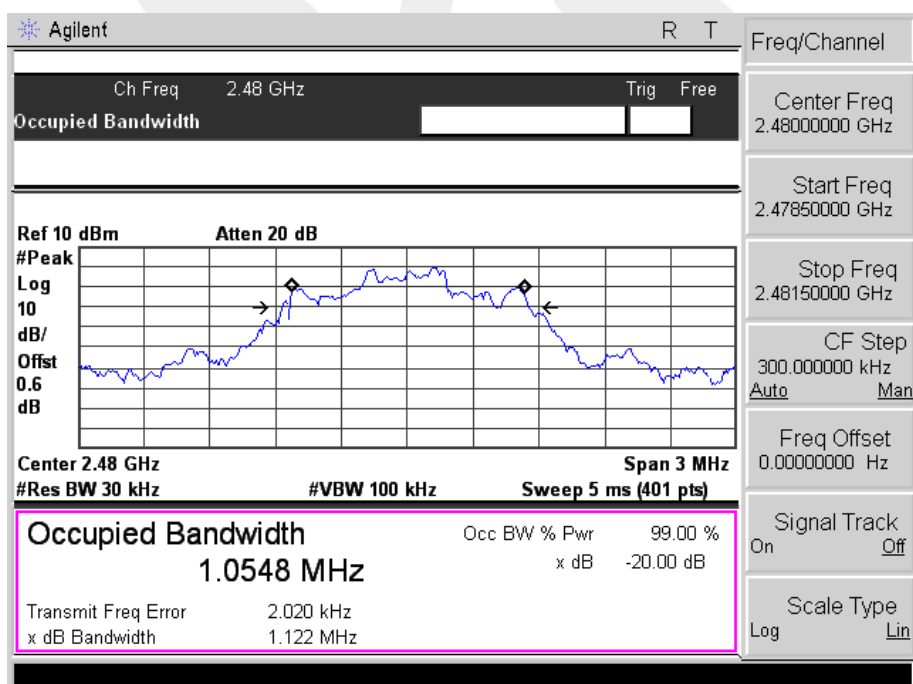 Agilent R T
Ch Freq 2.48 GHz Trig Free
Occupied Bandwidth
Ref 10 dBm Atten 20 dB
#Peak
Log
10
dB/
Offst
0.6
dB
Center 2.48 GHz Span 3 MHz
#Res BW 30 kHz #VBW 100 kHz Sweep 5 ms (401 pts)
Occupied Bandwidth Occ BW % Pwr 99.00 %
1.0548 MHz x dB -20.00 dB
Transmit Freq Error 2.020 kHz
x dB Bandwidth 1.122 MHz
Freq/Channel
Center Freq
2.48000000 GHz
Start Freq
2.47850000 GHz
Stop Freq
2.48150000 GHz
CF Step
300.000000 kHz
Auto Man
Freq Offset
0.00000000 Hz
Signal Track
On Off
Scale Type
Log Lin